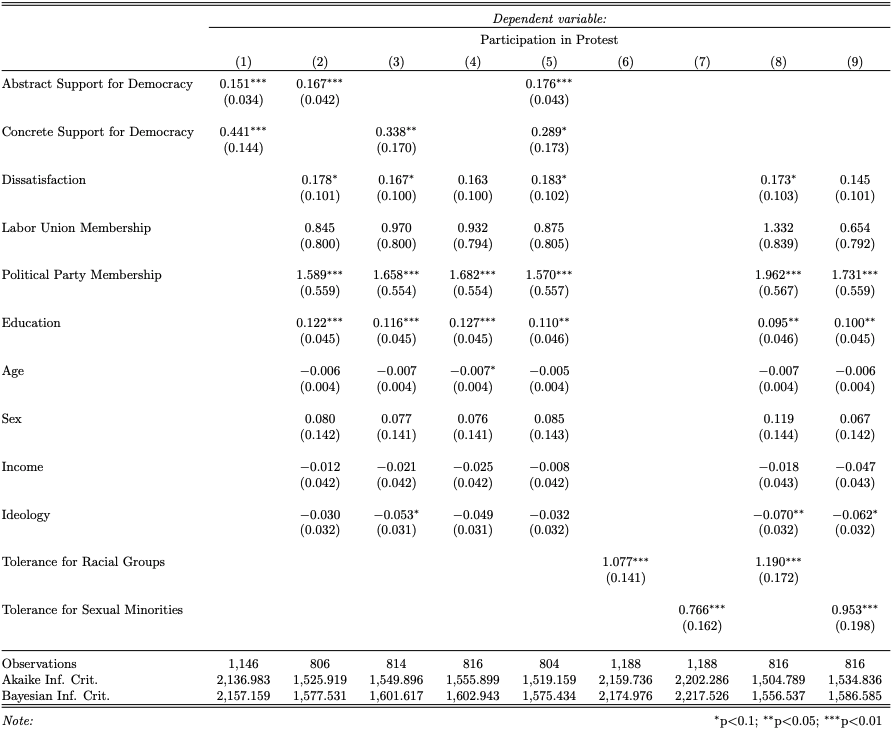 Dependent variable:
Participation in Protest
(1) (2) (3) (4) (5) (6) (7) (8) (9)
Abstract Support for Democracy 0.151*** 0.167*** 0.176***
(0.034) (0.042) (0.043)
Concrete Support for Democracy 0.441*** 0.338** 0.289*
(0.144) (0.170) (0.173)
Dissatisfaction 0.178* 0.167* 0.163 0.183* 0.173* 0.145
(0.101) (0.100) (0.100) (0.102) (0.103) (0.101)
Labor Union Membership 0.845 0.970 0.932 0.875 1.332 0.654
(0.800) (0.800) (0.794) (0.805) (0.839) (0.792)
Political Party Membership 1.589*** 1.658*** 1.682*** 1.570*** 1.962*** 1.731***
(0.559) (0.554) (0.554) (0.557) (0.567) (0.559)
Education 0.122*** 0.116*** 0.127*** 0.110** 0.095** 0.100**
(0.045) (0.045) (0.045) (0.046) (0.046) (0.045)
Age −0.006 −0.007 −0.007* −0.005 −0.007 −0.006
(0.004) (0.004) (0.004) (0.004) (0.004) (0.004)
Sex 0.080 0.077 0.076 0.085 0.119 0.067
(0.142) (0.141) (0.141) (0.143) (0.144) (0.142)
Income −0.012 −0.021 −0.025 −0.008 −0.018 −0.047
(0.042) (0.042) (0.042) (0.042) (0.043) (0.043)
Ideology −0.030 −0.053* −0.049 −0.032 −0.070** −0.062*
(0.032) (0.031) (0.031) (0.032) (0.032) (0.032)
Tolerance for Racial Groups 1.077*** 1.190***
(0.141) (0.172)
Tolerance for Sexual Minorities 0.766*** 0.953***
(0.162) (0.198)
Observations 1,146 806 814 816 804 1,188 1,188 816 816
Akaike Inf. Crit. 2,136.983 1,525.919 1,549.896 1,555.899 1,519.159 2,159.736 2,202.286 1,504.789 1,534.836
Bayesian Inf. Crit. 2,157.159 1,577.531 1,601.617 1,602.943 1,575.434 2,174.976 2,217.526 1,556.537 1,586.585
Note: *p<0.1; **p<0.05; ***p<0.01